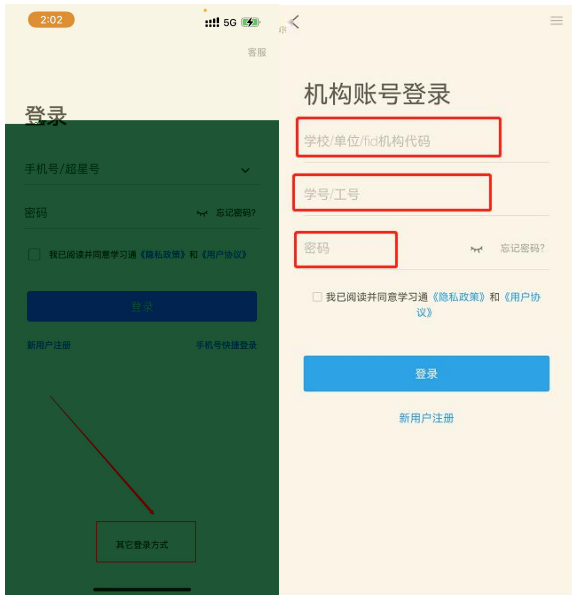 2:02
5G
客服
登录
手机号/超星号
密码
忘记密码?
我已阅读并同意学习通《隐私政策》和《用户协议》
登录
新用户注册
手机号快捷登录
其它登录方式
机构账号登录
学校/单位/fid机构代码
学号/工号
密码
忘记密码?
我已阅读并同意学习通《隐私政策》和《用户协
议》
登录
新用户注册